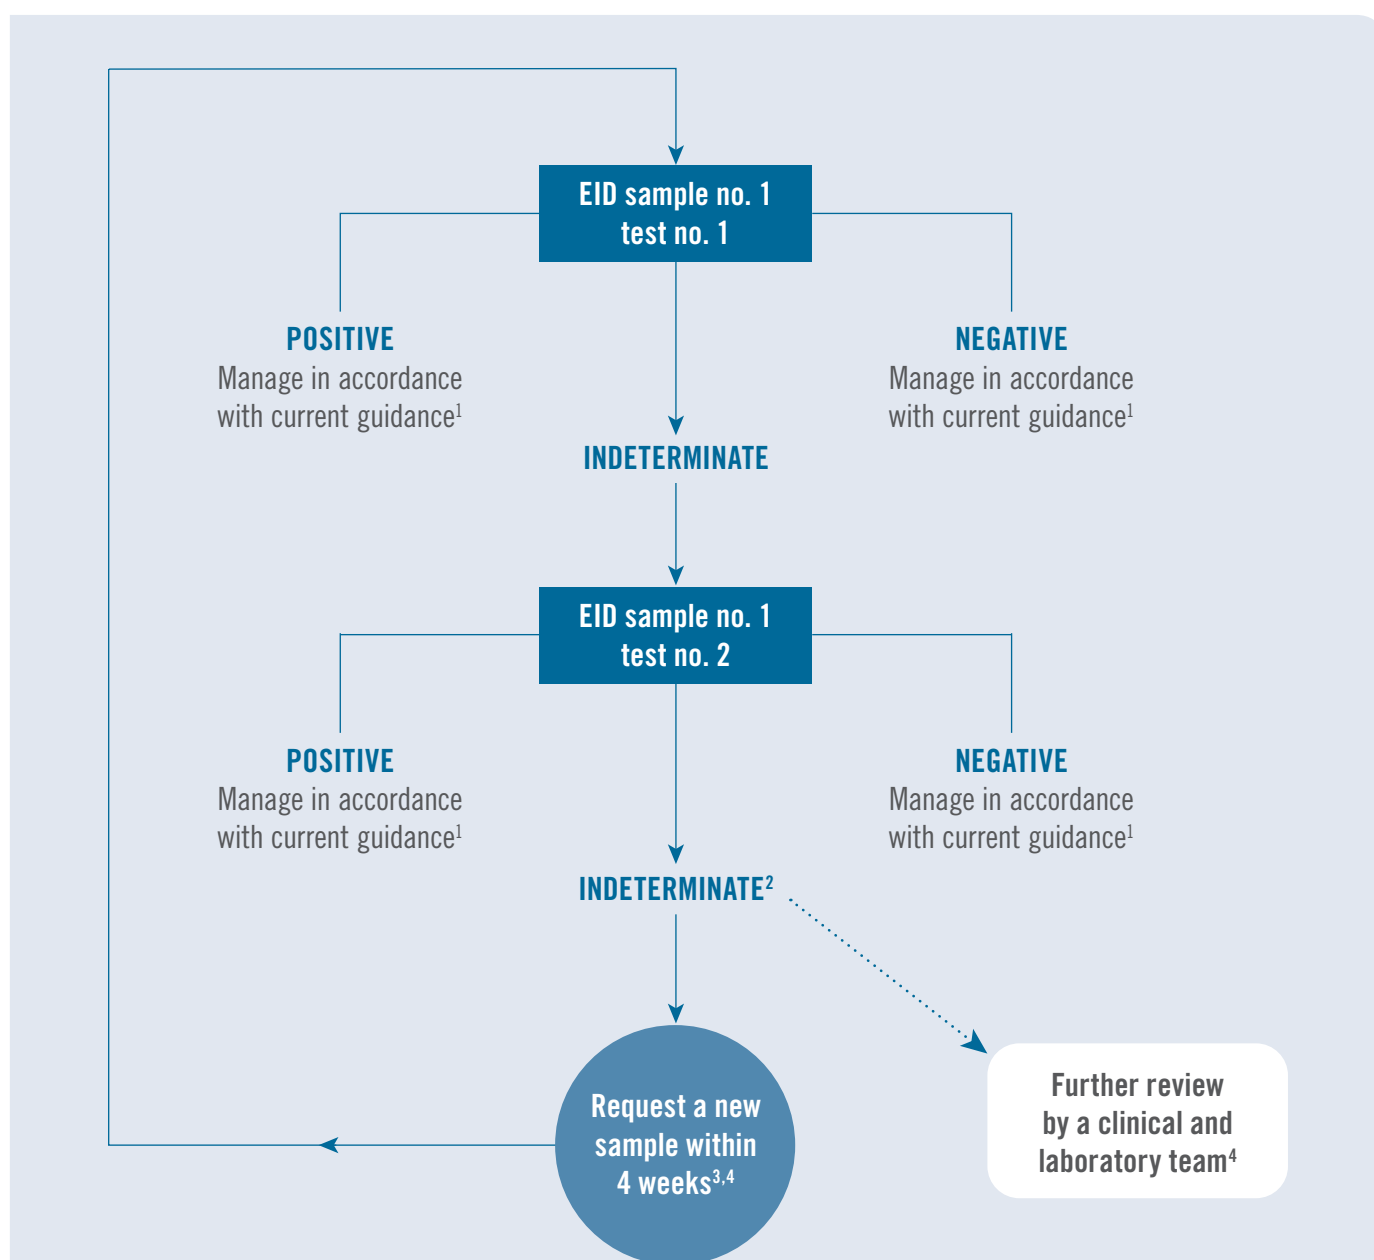 EID sample no. 1
test no. 1
POSITIVE
Manage in accordance
with current guidance¹
NEGATIVE
Manage in accordance
with current guidance¹
INDETERMINATE
EID sample no. 1
test no. 2
POSITIVE
Manage in accordance
with current guidance¹
NEGATIVE
Manage in accordance
with current guidance¹
INDETERMINATE²
Request a new
sample within
4 weeks³,⁴
Further review
by a clinical and
laboratory team⁴